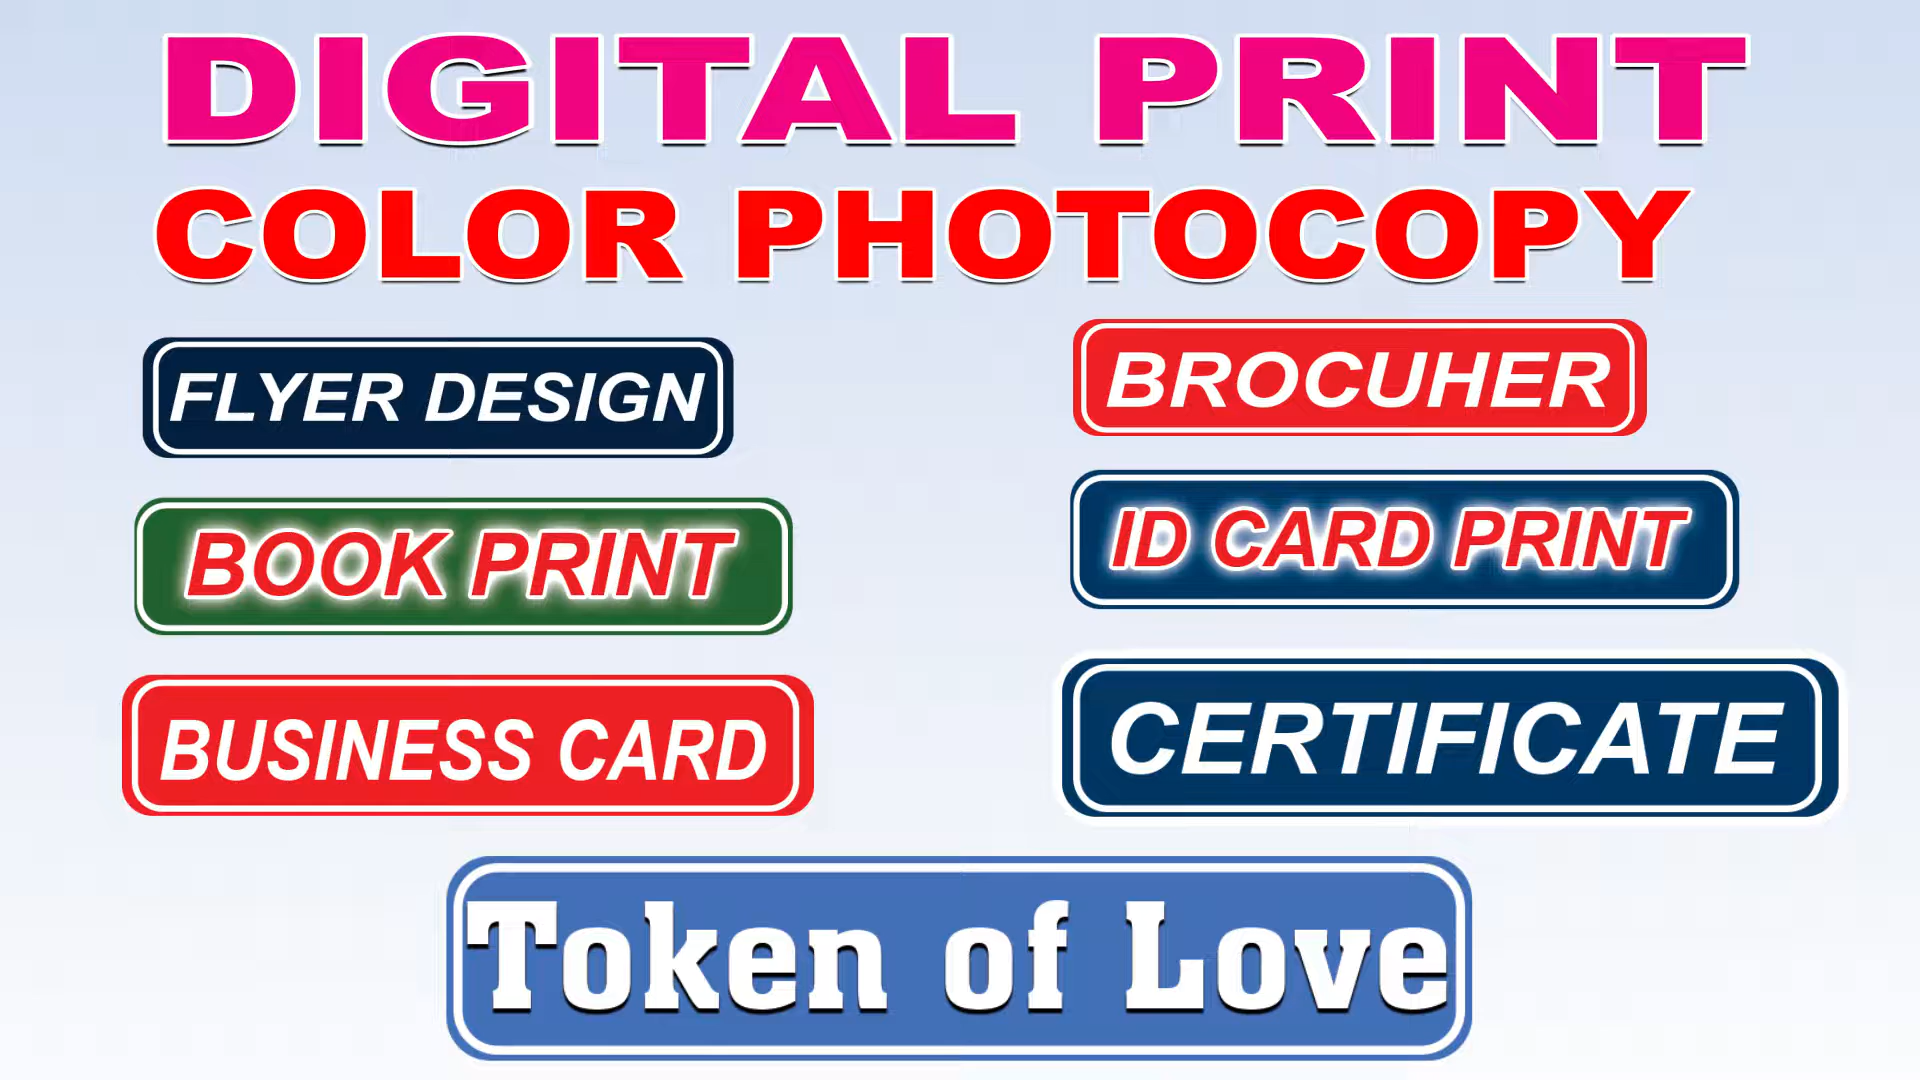 DIGITAL PRINT
COLOR PHOTOCOPY
FLYER DESIGN
BROCUHER
BOOK PRINT
ID CARD PRINT
BUSINESS CARD
CERTIFICATE
Token of Love